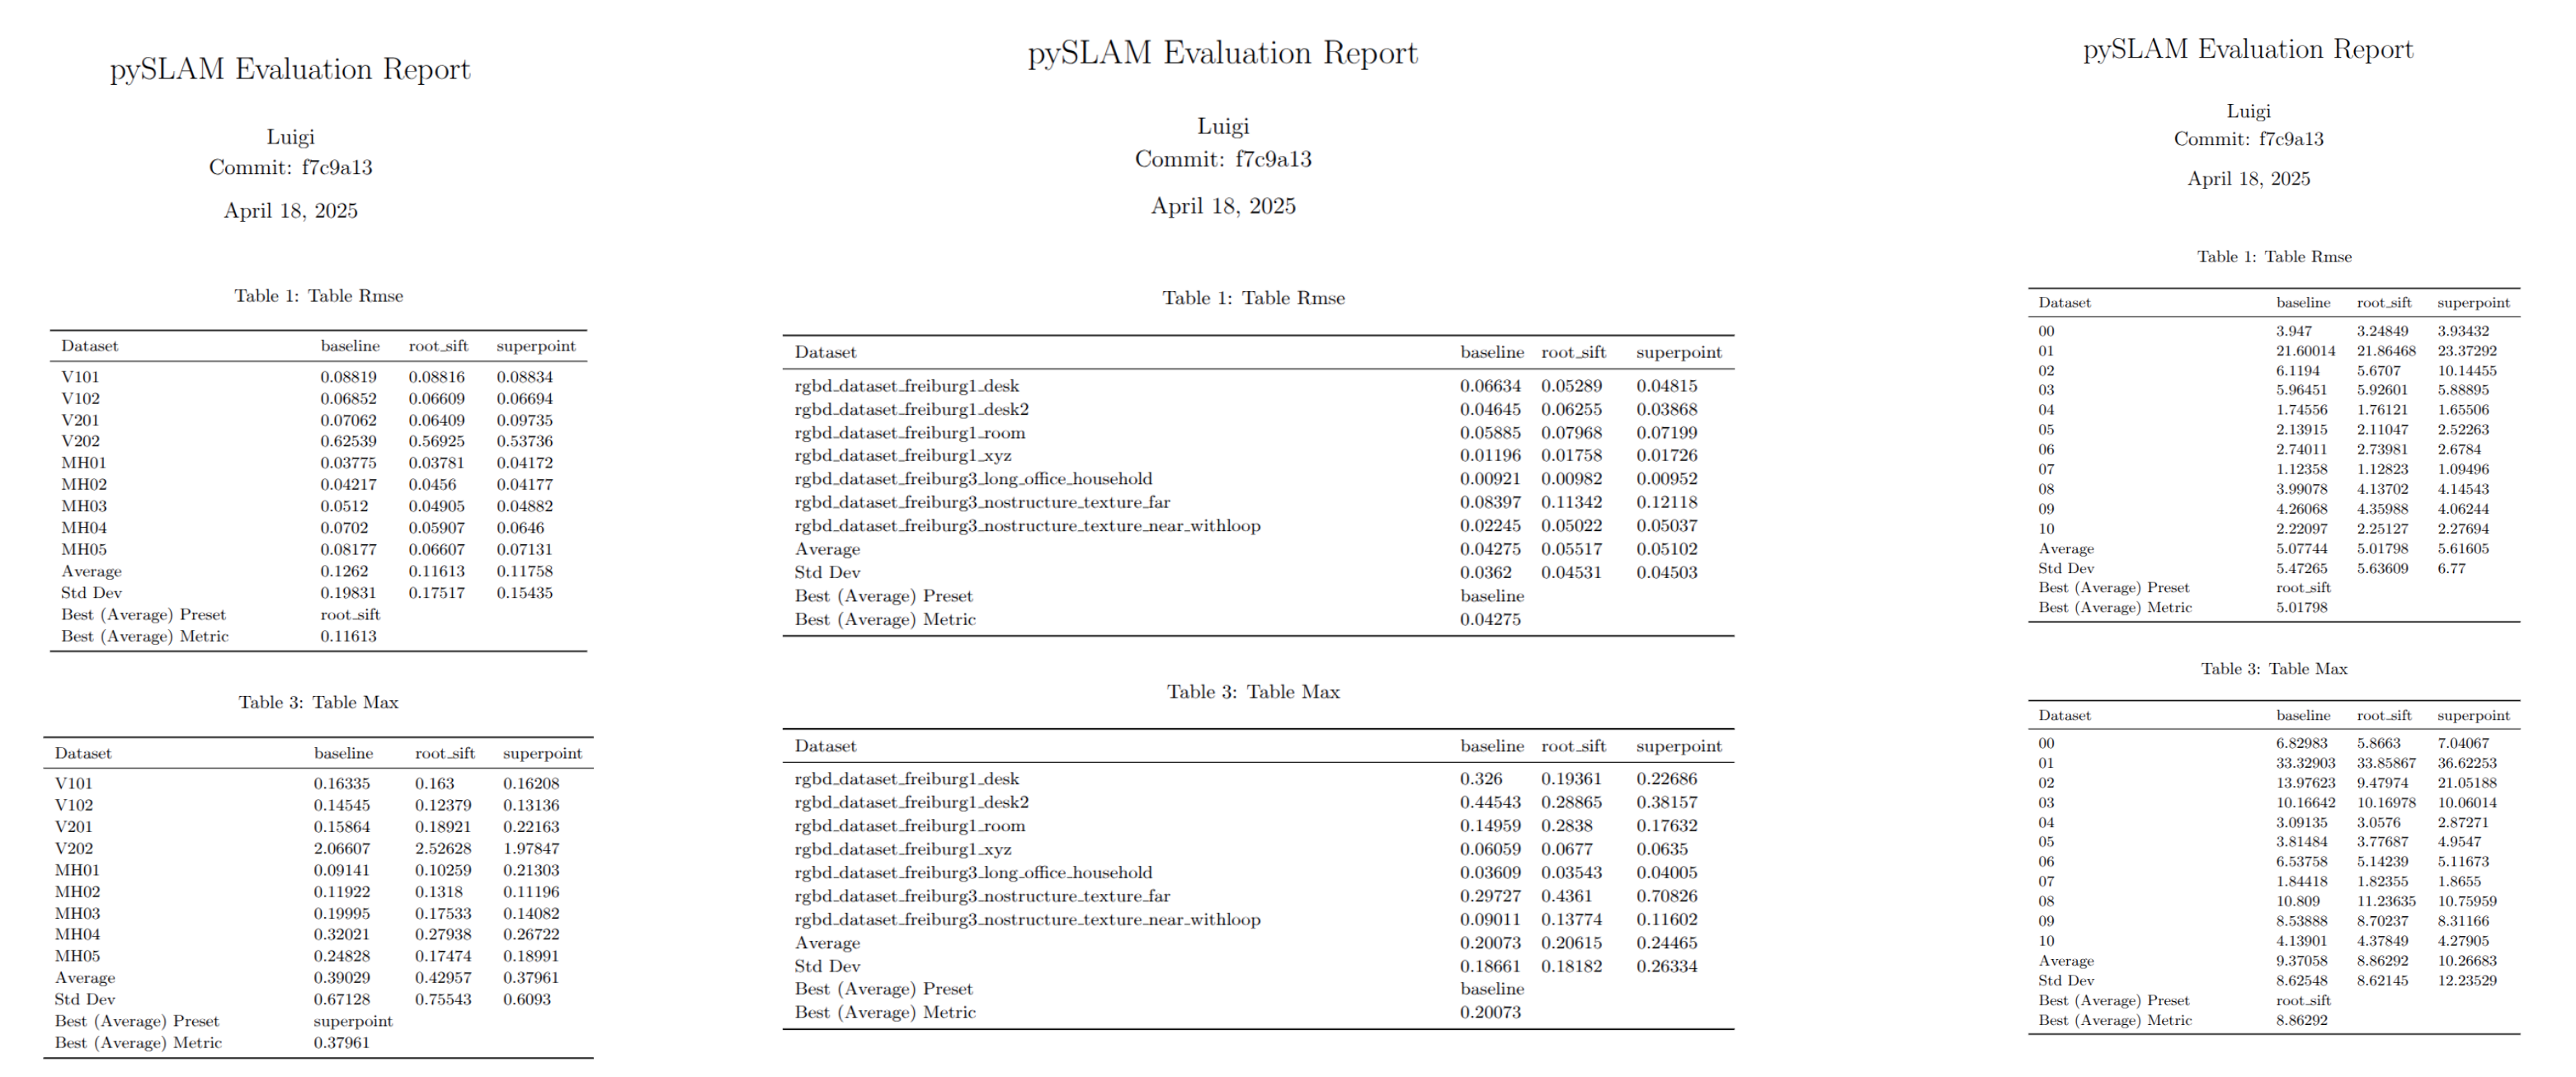 pySLAM Evaluation Report
Luigi
Commit: f7c9a13
April 18, 2025
Table 1: Table Rmse
Dataset baseline root_sift superpoint
V101 0.08819 0.08816 0.08834
V102 0.06852 0.06609 0.06694
V201 0.07062 0.06409 0.09735
V202 0.62539 0.56925 0.53736
MH01 0.03775 0.03781 0.04172
MH02 0.04217 0.0456 0.04177
MH03 0.0512 0.04905 0.04882
MH04 0.0702 0.05907 0.0646
MH05 0.08177 0.06607 0.07131
Average 0.1262 0.11613 0.11758
Std Dev 0.19831 0.17517 0.15435
Best (Average) Preset root_sift
Best (Average) Metric 0.11613
Table 3: Table Max
Dataset baseline root_sift superpoint
V101 0.16335 0.163 0.16208
V102 0.14545 0.12379 0.13136
V201 0.15864 0.18921 0.22163
V202 2.06607 2.52628 1.97847
MH01 0.09141 0.10259 0.21303
MH02 0.11922 0.1318 0.11196
MH03 0.19995 0.17533 0.14082
MH04 0.32021 0.27938 0.26722
MH05 0.24828 0.17474 0.18991
Average 0.39029 0.42957 0.37961
Std Dev 0.67128 0.75543 0.6093
Best (Average) Preset superpoint
Best (Average) Metric 0.37961
pySLAM Evaluation Report
Luigi
Commit: f7c9a13
April 18, 2025
Table 1: Table Rmse
Dataset baseline root_sift superpoint
rgbd_dataset_freiburg1_desk 0.06634 0.05289 0.04815
rgbd_dataset_freiburg1_desk2 0.04645 0.06255 0.03868
rgbd_dataset_freiburg1_room 0.05885 0.07968 0.07199
rgbd_dataset_freiburg1_xyz 0.01196 0.01758 0.01726
rgbd_dataset_freiburg3_long_office_household 0.00921 0.00982 0.00952
rgbd_dataset_freiburg3_nostructure_texture_far 0.08397 0.11342 0.12118
rgbd_dataset_freiburg3_nostructure_texture_near_withloop 0.02245 0.05022 0.05037
Average 0.04275 0.05517 0.05102
Std Dev 0.0362 0.04531 0.04503
Best (Average) Preset baseline
Best (Average) Metric 0.04275
Table 3: Table Max
Dataset baseline root_sift superpoint
rgbd_dataset_freiburg1_desk 0.326 0.19361 0.22686
rgbd_dataset_freiburg1_desk2 0.44543 0.28865 0.38157
rgbd_dataset_freiburg1_room 0.14959 0.2838 0.17632
rgbd_dataset_freiburg1_xyz 0.06059 0.0677 0.0635
rgbd_dataset_freiburg3_long_office_household 0.03609 0.03543 0.04005
rgbd_dataset_freiburg3_nostructure_texture_far 0.29727 0.4361 0.70826
rgbd_dataset_freiburg3_nostructure_texture_near_withloop 0.09011 0.13774 0.11602
Average 0.20073 0.20615 0.24465
Std Dev 0.18661 0.18182 0.26334
Best (Average) Preset baseline
Best (Average) Metric 0.20073
pySLAM Evaluation Report
Luigi
Commit: f7c9a13
April 18, 2025
Table 1: Table Rmse
Dataset baseline root_sift superpoint
00 3.947 3.24849 3.93432
01 21.60014 21.86468 23.37292
02 6.1194 5.6707 10.14455
03 5.96451 5.92601 5.88895
04 1.74556 1.76121 1.65506
05 2.13915 2.11047 2.52263
06 2.74011 2.73981 2.6784
07 1.12358 1.12823 1.09496
08 3.99078 4.13702 4.14543
09 4.26068 4.35988 4.06244
10 2.22097 2.25127 2.27694
Average 5.07744 5.01798 5.61605
Std Dev 5.47265 5.63609 6.77
Best (Average) Preset root_sift
Best (Average) Metric 5.01798
Table 3: Table Max
Dataset baseline root_sift superpoint
00 6.82983 5.8663 7.04067
01 33.32903 33.85867 36.62253
02 13.97623 9.47974 21.05188
03 10.16642 10.16978 10.06014
04 3.09135 3.0576 2.87271
05 3.81484 3.77687 4.9547
06 6.53758 5.14239 5.11673
07 1.84418 1.82355 1.8655
08 10.809 11.23635 10.75959
09 8.53888 8.70237 8.31166
10 4.13901 4.37849 4.27905
Average 9.37058 8.86292 10.26683
Std Dev 8.62548 8.62145 12.23529
Best (Average) Preset root_sift
Best (Average) Metric 8.86292